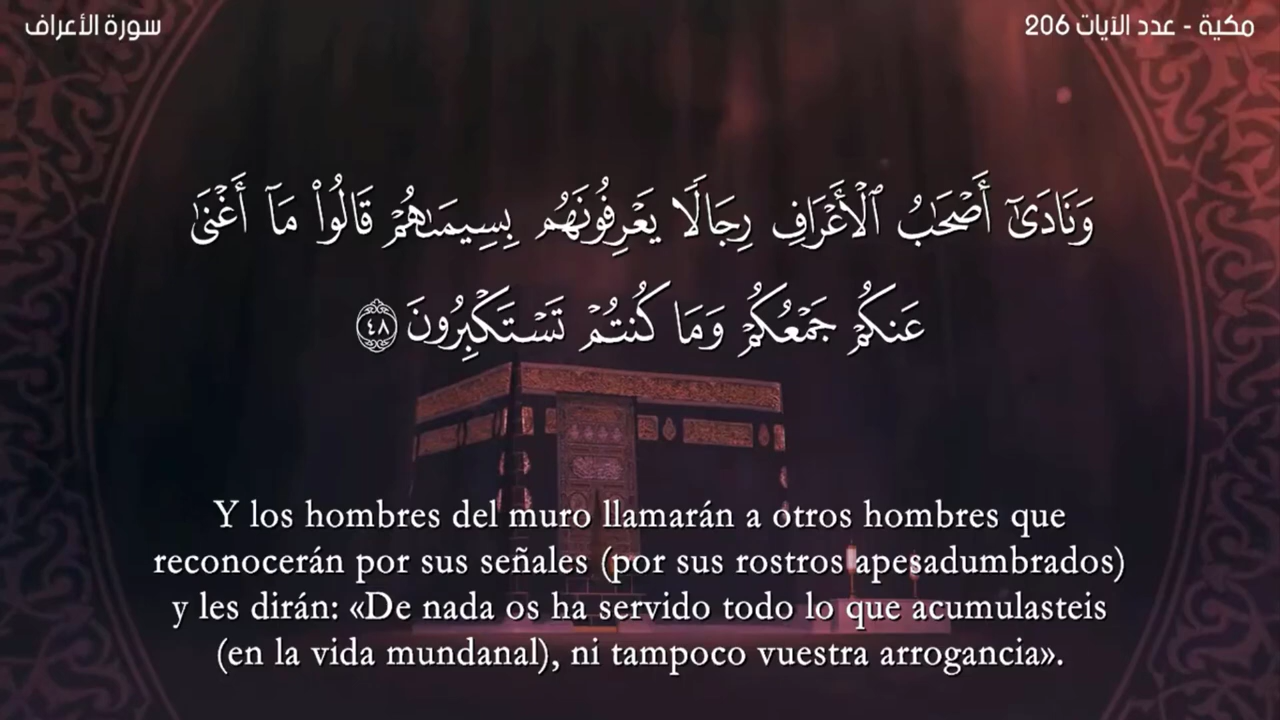 سورة الأعراف
مكية - عدد الآيات 206
وَنَادَىٰٓ أَصْحَٰبُ ٱلْأَعْرَافِ رِجَالًا يَعْرِفُونَهُم بِسِيمَىٰهُمْ قَالُوا۟ مَآ أَغْنَىٰ
عَنكُمْ جَمْعُكُمْ وَمَا كُنتُمْ تَسْتَكْبِرُونَ ٤٨
Y los hombres del muro llamarán a otros hombres que
reconocerán por sus señales (por sus rostros apesadumbrados)
y les dirán: «De nada os ha servido todo lo que acumulasteis
(en la vida mundanal), ni tampoco vuestra arrogancia».